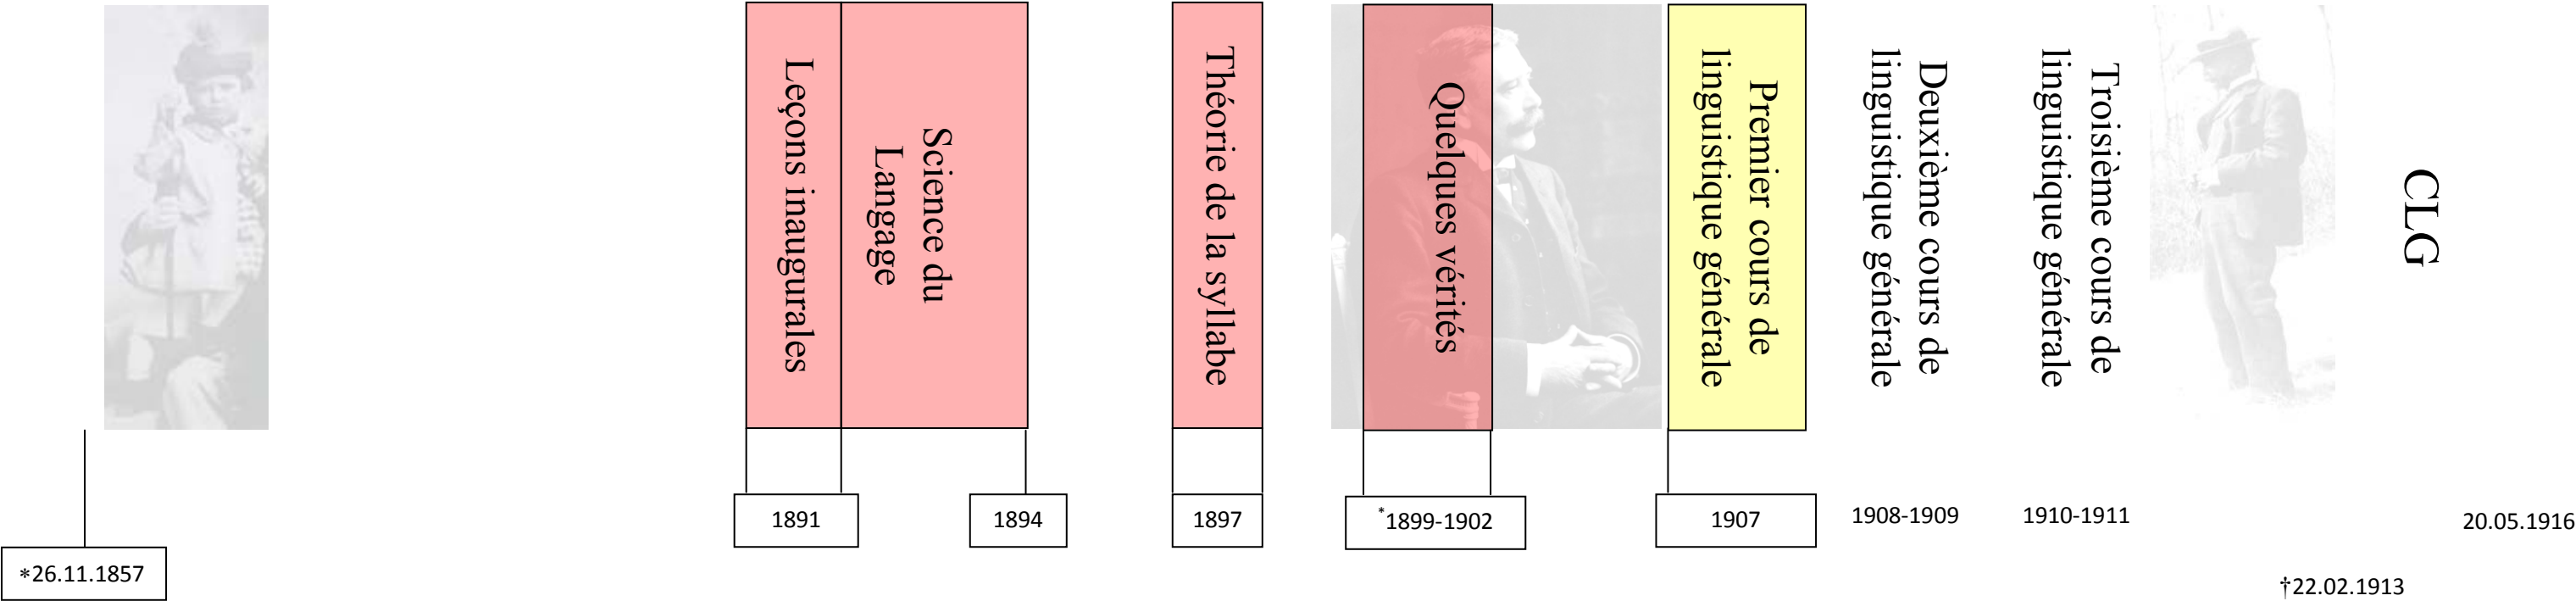 Leçons inaugurales
Science du
Langage
Théorie de la syllabe
Quelques vérités
Premier cours de
linguistique générale
Deuxième cours de
linguistique générale
Troisième cours de
linguistique générale
CLG
1891
1894
1897
*1899-1902
1907
1908-1909
1910-1911
20.05.1916
*26.11.1857
†22.02.1913